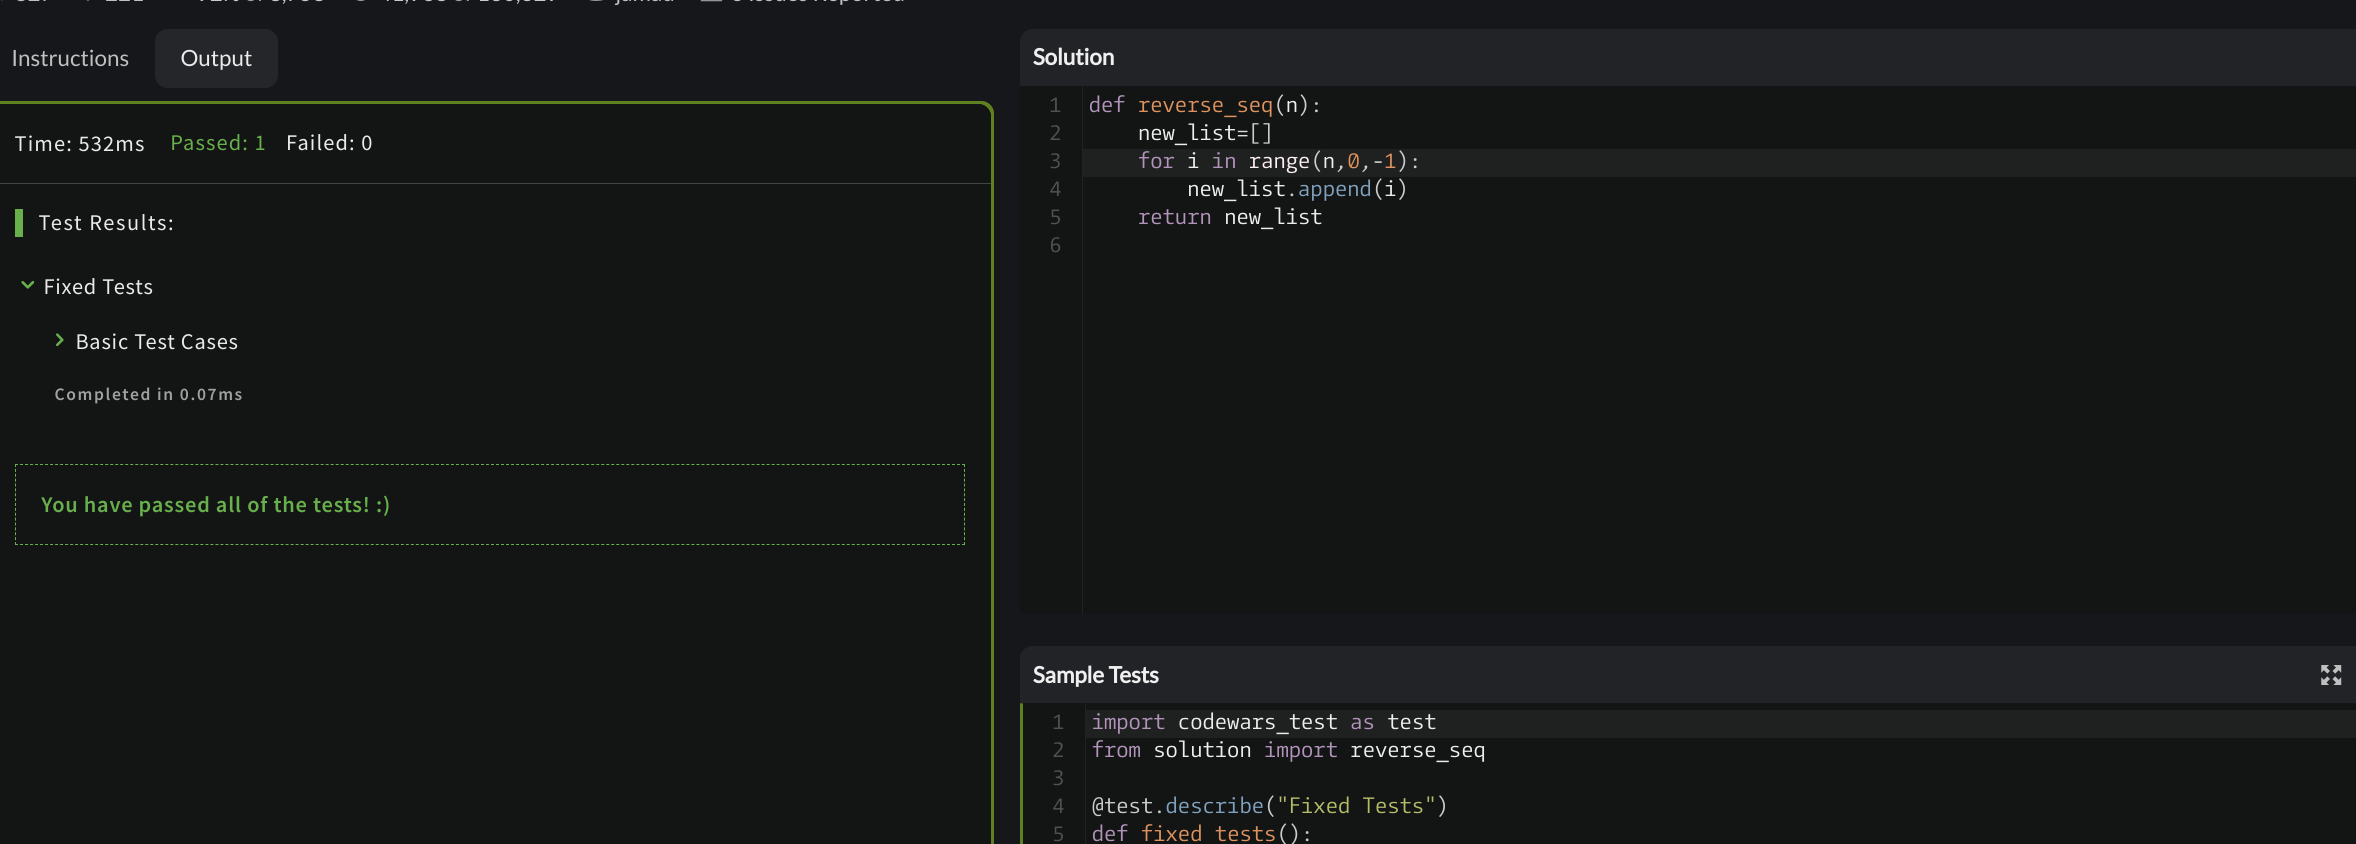 Instructions
Output
Time: 532ms Passed: 1 Failed: 0
Test Results:
Fixed Tests
Basic Test Cases
Completed in 0.07ms
You have passed all of the tests! :)
Solution
1 def reverse_seq(n):
2     new_list=[]
3     for i in range(n,0,-1):
4         new_list.append(i)
5     return new_list
6
Sample Tests
1 import codewars_test as test
2 from solution import reverse_seq
3
4 @test.describe("Fixed Tests")
5 def fixed_tests():